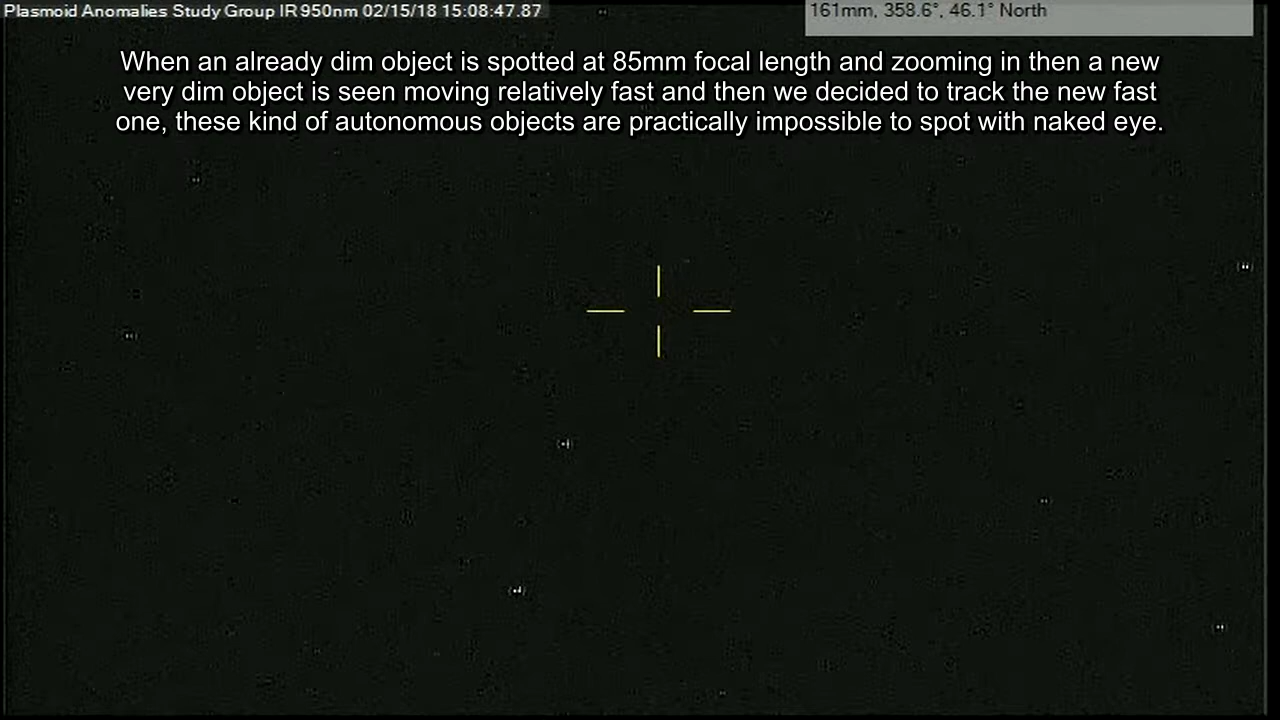 Plasmoid Anomalies Study Group IR 950nm 02/15/18 15:08:47.87
161mm, 358.6°, 46.1° North
When an already dim object is spotted at 85mm focal length and zooming in then a new
very dim object is seen moving relatively fast and then we decided to track the new fast
one, these kind of autonomous objects are practically impossible to spot with naked eye.